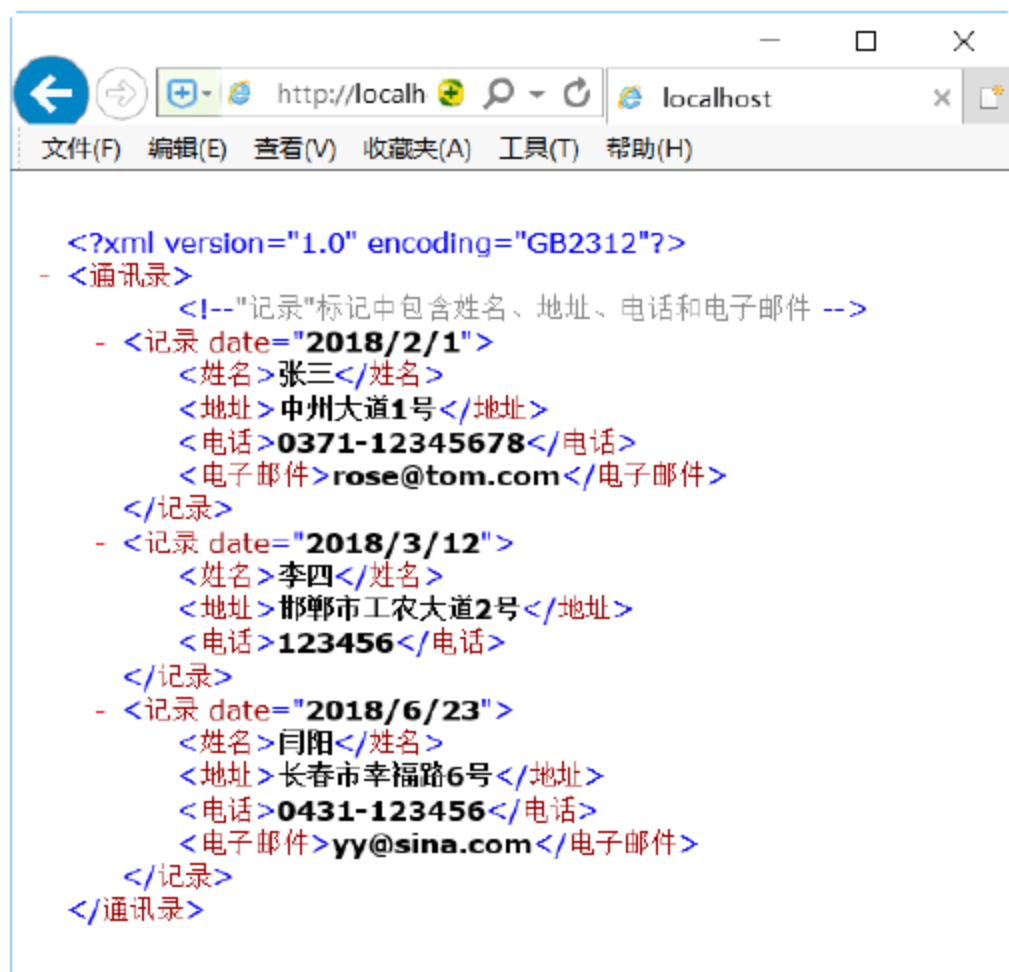 http://localh
localhost
文件(F) 编辑(E) 查看(V) 收藏夹(A) 工具(T) 帮助(H)
<?xml version="1.0" encoding="GB2312"?>
- <通讯录>
<!--"记录"标记中包含姓名、地址、电话和电子邮件 -->
- <记录 date="2018/2/1">
<姓名>张三</姓名>
<地址>中州大道1号</地址>
<电话>0371-12345678</电话>
<电子邮件>rose@tom.com</电子邮件>
</记录>
- <记录 date="2018/3/12">
<姓名>李四</姓名>
<地址>邯郸市工农大道2号</地址>
<电话>123456</电话>
</记录>
- <记录 date="2018/6/23">
<姓名>闫阳</姓名>
<地址>长春市幸福路6号</地址>
<电话>0431-123456</电话>
<电子邮件>yy@sina.com</电子邮件>
</记录>
</通讯录>